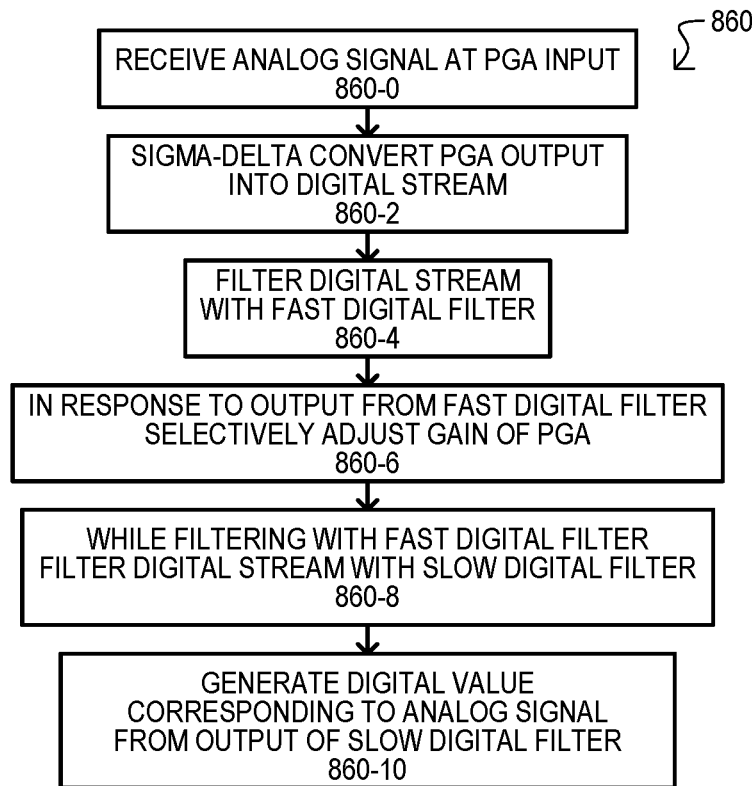 860
RECEIVE ANALOG SIGNAL AT PGA INPUT
860-0
SIGMA-DELTA CONVERT PGA OUTPUT
INTO DIGITAL STREAM
860-2
FILTER DIGITAL STREAM
WITH FAST DIGITAL FILTER
860-4
IN RESPONSE TO OUTPUT FROM FAST DIGITAL FILTER
SELECTIVELY ADJUST GAIN OF PGA
860-6
WHILE FILTERING WITH FAST DIGITAL FILTER
FILTER DIGITAL STREAM WITH SLOW DIGITAL FILTER
860-8
GENERATE DIGITAL VALUE
CORRESPONDING TO ANALOG SIGNAL
FROM OUTPUT OF SLOW DIGITAL FILTER
860-10